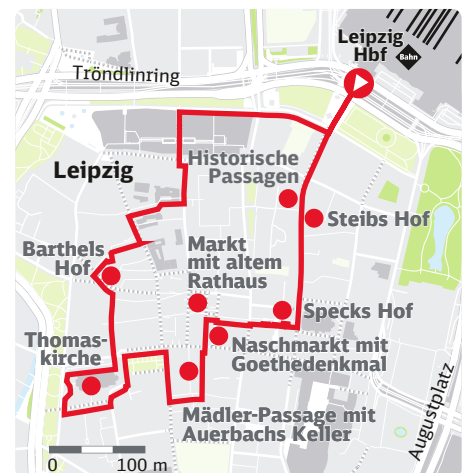 Leipzig
Hbf
Bahn
Tröndlinring
Leipzig
Historische
Passagen
Steibs Hof
Barthels
Hof
Markt
mit altem
Rathaus
Specks Hof
Thomas-
kirche
Naschmarkt mit
Goethedenkmal
Mädler-Passage mit
Auerbachs Keller
Augustplatz
0 100 m